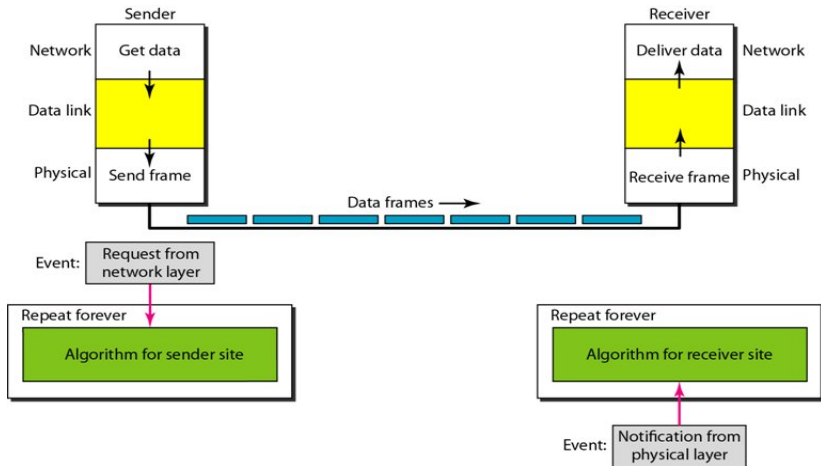 Sender
Receiver
Network
Get data
Deliver data
Network
Data link
Data link
Physical
Send frame
Receive frame
Physical
Data frames
Event:
Request from
network layer
Repeat forever
Algorithm for sender site
Repeat forever
Algorithm for receiver site
Event:
Notification from
physical layer